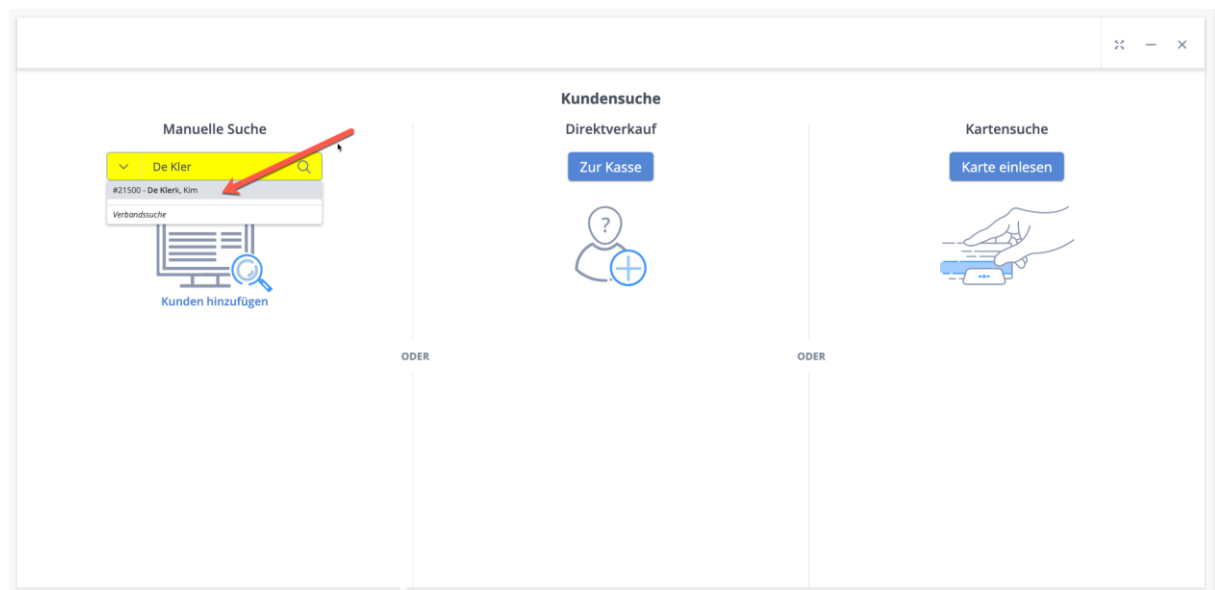 Kundensuche
Manuelle Suche
De Kler
#21500 - De Klerk, Kim
Verbandssuche
Kunden hinzufügen
ODER
Direktverkauf
Zur Kasse
?
ODER
Kartensuche
Karte einlesen